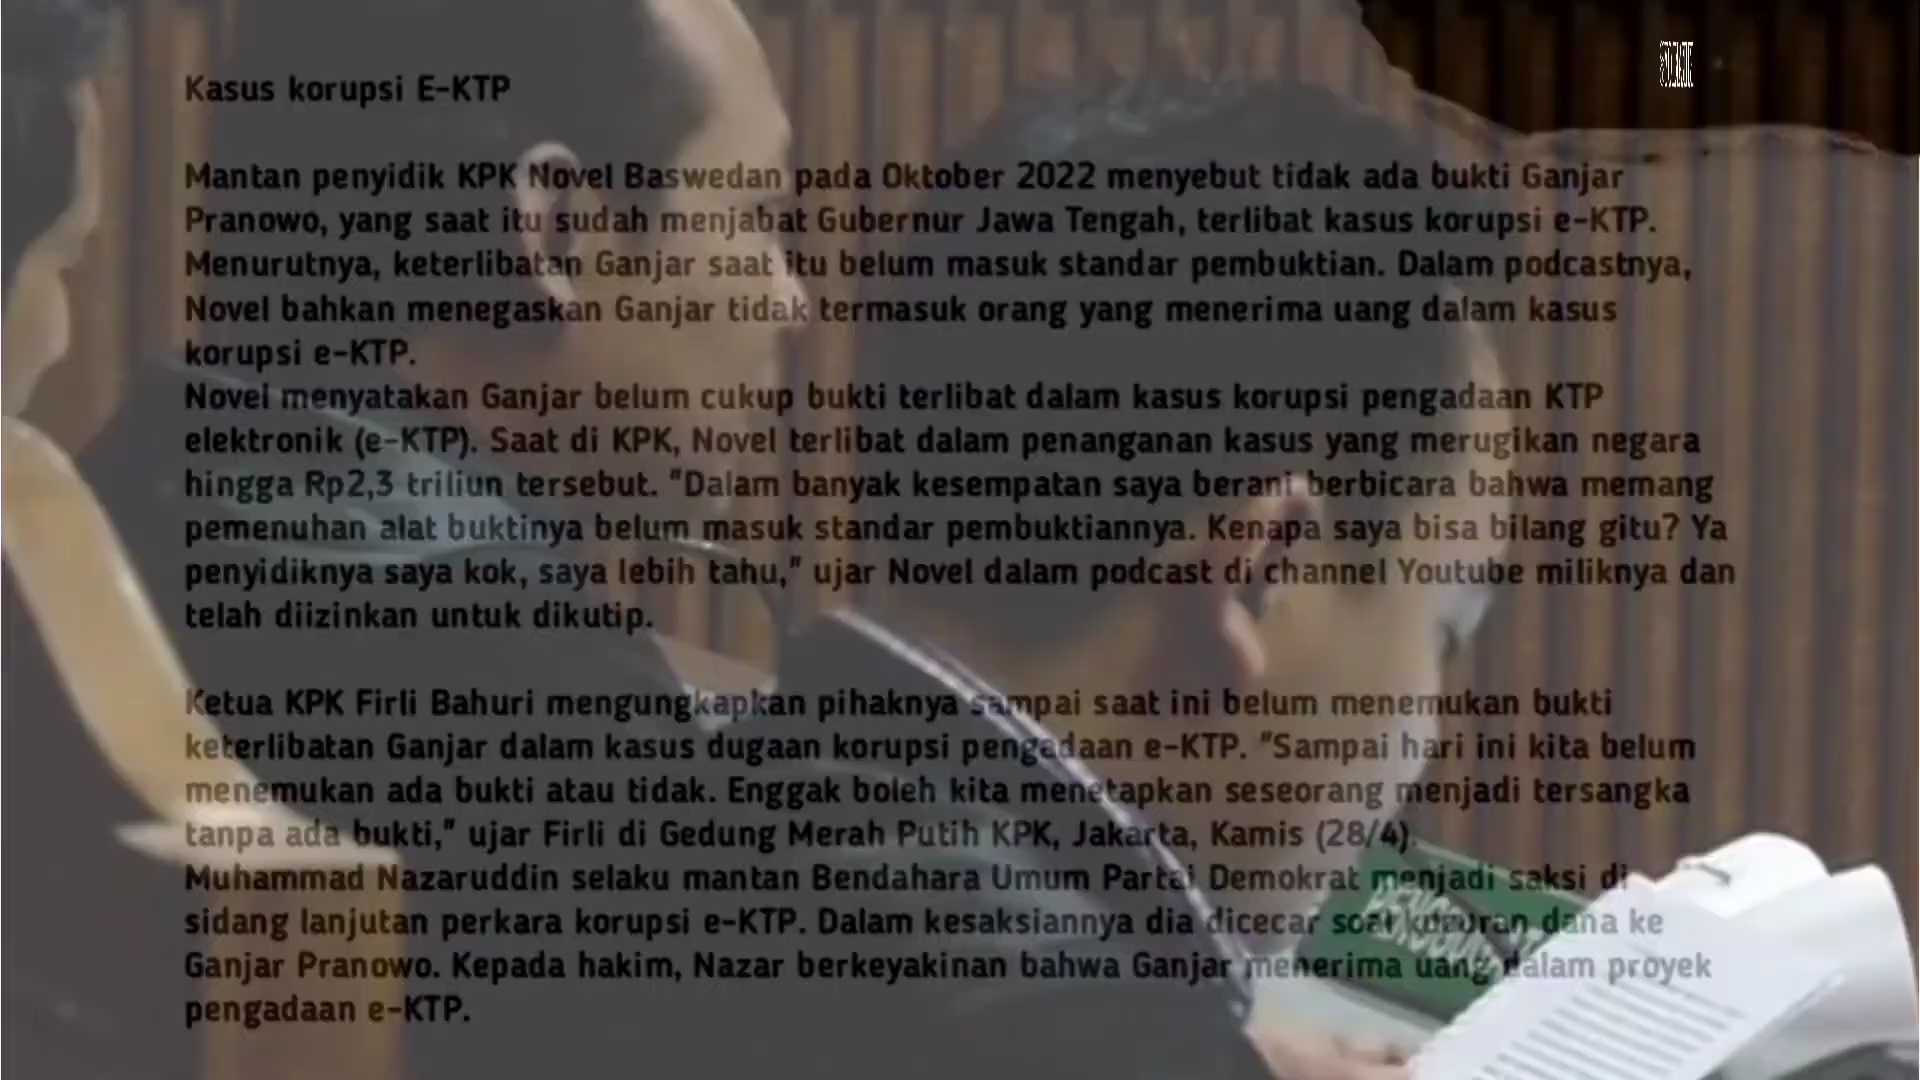 Kasus korupsi E-KTP
Mantan penyidik KPK Novel Baswedan pada Oktober 2022 menyebut tidak ada bukti Ganjar
Pranowo, yang saat itu sudah menjabat Gubernur Jawa Tengah, terlibat kasus korupsi e-KTP.
Menurutnya, keterlibatan Ganjar saat itu belum masuk standar pembuktian. Dalam podcastnya,
Novel bahkan menegaskan Ganjar tidak termasuk orang yang menerima uang dalam kasus
korupsi e-KTP.
Novel menyatakan Ganjar belum cukup bukti terlibat dalam kasus korupsi pengadaan KTP
elektronik (e-KTP). Saat di KPK, Novel terlibat dalam penanganan kasus yang merugikan negara
hingga Rp2,3 triliun tersebut. "Dalam banyak kesempatan saya berani berbicara bahwa memang
pemenuhan alat buktinya belum masuk standar pembuktiannya. Kenapa saya bisa bilang gitu? Ya
penyidiknya saya kok, saya lebih tahu," ujar Novel dalam podcast di channel Youtube miliknya dan
telah diizinkan untuk dikutip.
Ketua KPK Firli Bahuri mengungkapkan pihaknya sampai saat ini belum menemukan bukti
keterlibatan Ganjar dalam kasus dugaan korupsi pengadaan e-KTP. "Sampai hari ini kita belum
menemukan ada bukti atau tidak. Enggak boleh kita menetapkan seseorang menjadi tersangka
tanpa ada bukti," ujar Firli di Gedung Merah Putih KPK, Jakarta, Kamis (28/4).
Muhammad Nazaruddin selaku mantan Bendahara Umum Partai Demokrat menjadi saksi di
sidang lanjutan perkara korupsi e-KTP. Dalam kesaksiannya dia dicecar soal kucuran dana ke
Ganjar Pranowo. Kepada hakim, Nazar berkeyakinan bahwa Ganjar menerima uang dalam proyek
pengadaan e-KTP.